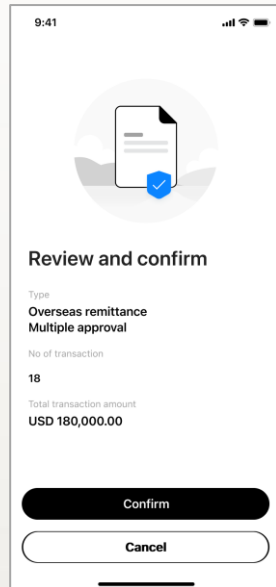 9:41
Review and confirm
Type
Overseas remittance
Multiple approval
No of transaction
18
Total transaction amount
USD 180,000.00
Confirm
Cancel